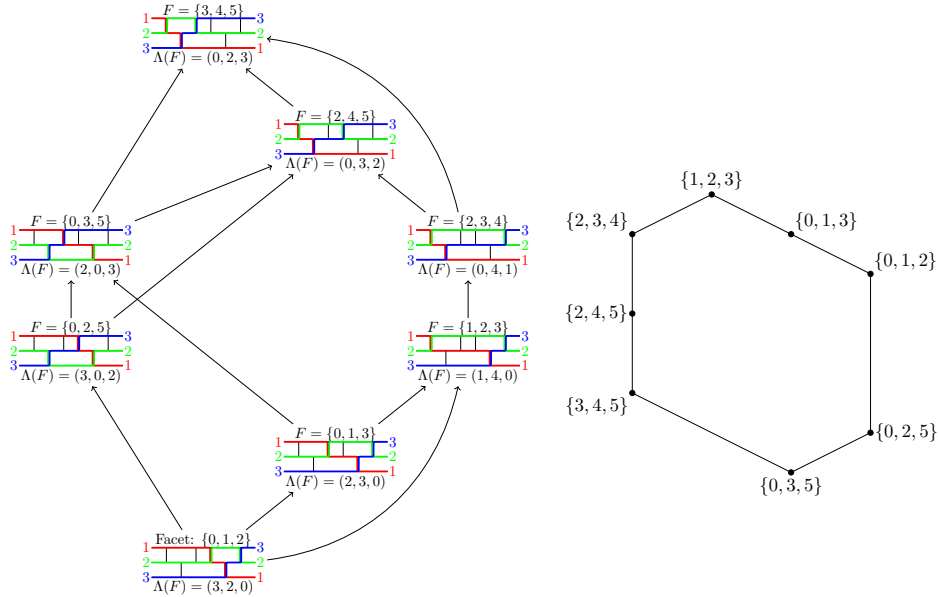 F = {3, 4, 5}
1 3
2 2
3 1
Λ(F) = (0, 2, 3)
F = {2, 4, 5}
1 3
2 2
3 1
Λ(F) = (0, 3, 2)
F = {0, 3, 5}
1 3
2 2
3 1
Λ(F) = (2, 0, 3)
F = {2, 3, 4}
1 3
2 2
3 1
Λ(F) = (0, 4, 1)
F = {0, 2, 5}
1 3
2 2
3 1
Λ(F) = (3, 0, 2)
F = {1, 2, 3}
1 3
2 2
3 1
Λ(F) = (1, 4, 0)
F = {0, 1, 3}
1 3
2 2
3 1
Λ(F) = (2, 3, 0)
Facet: {0, 1, 2}
1 3
2 2
3 1
Λ(F) = (3, 2, 0)
{1, 2, 3}
{2, 3, 4}
{0, 1, 3}
{0, 1, 2}
{2, 4, 5}
{3, 4, 5}
{0, 2, 5}
{0, 3, 5}